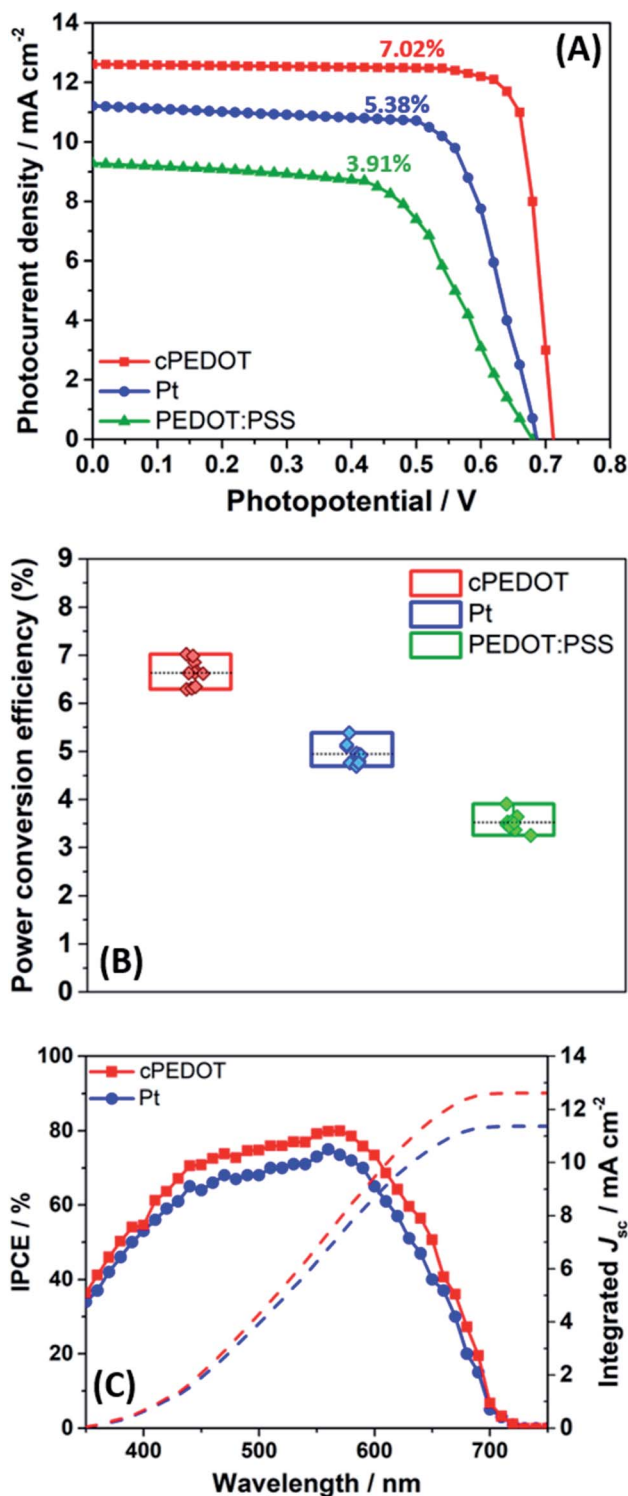 14
12
10
8
6
4
2
0
Photocurrent density / mA cm⁻²
7.02%
(A)
5.38%
3.91%
cPEDOT
Pt
PEDOT:PSS
0.0 0.1 0.2 0.3 0.4 0.5 0.6 0.7 0.8
Photopotential / V
9
8
7
6
5
4
3
2
1
0
Power conversion efficiency (%)
cPEDOT
Pt
PEDOT:PSS
(B)
100
80
60
40
20
0
IPCE / %
cPEDOT
Pt
(C)
14
12
10
8
6
4
2
0
Integrated Jsc / mA cm⁻²
400 500 600 700
Wavelength / nm